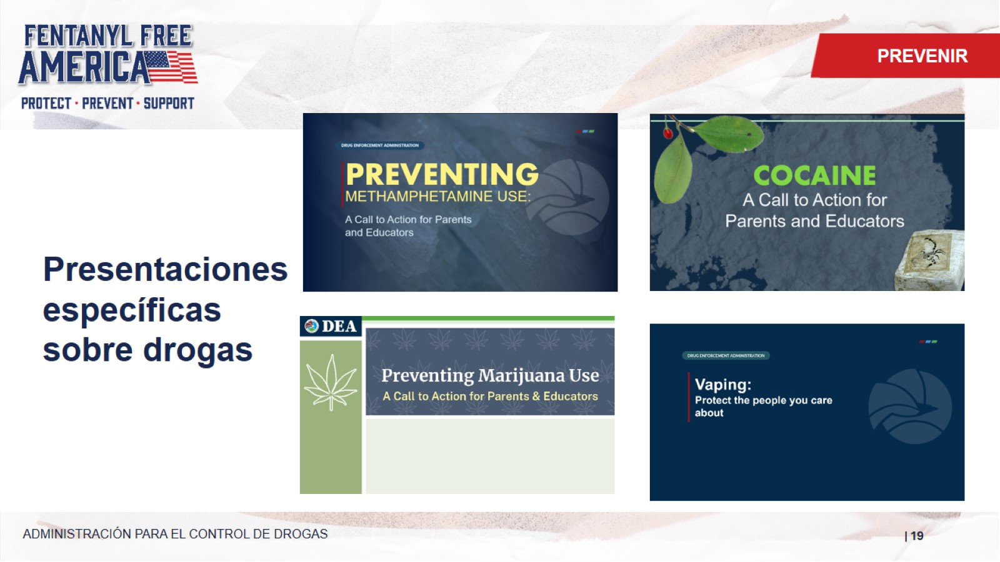 FENTANYL FREE
AMERICA
PROTECT · PREVENT · SUPPORT
PREVENIR
Presentaciones
específicas
sobre drogas
DRUG ENFORCEMENT ADMINISTRATION
PREVENTING
METHAMPHETAMINE USE:
A Call to Action for Parents
and Educators
COCAINE
A Call to Action for
Parents and Educators
DEA
Preventing Marijuana Use
A Call to Action for Parents & Educators
DRUG ENFORCEMENT ADMINISTRATION
Vaping:
Protect the people you care
about
ADMINISTRACIÓN PARA EL CONTROL DE DROGAS
| 19